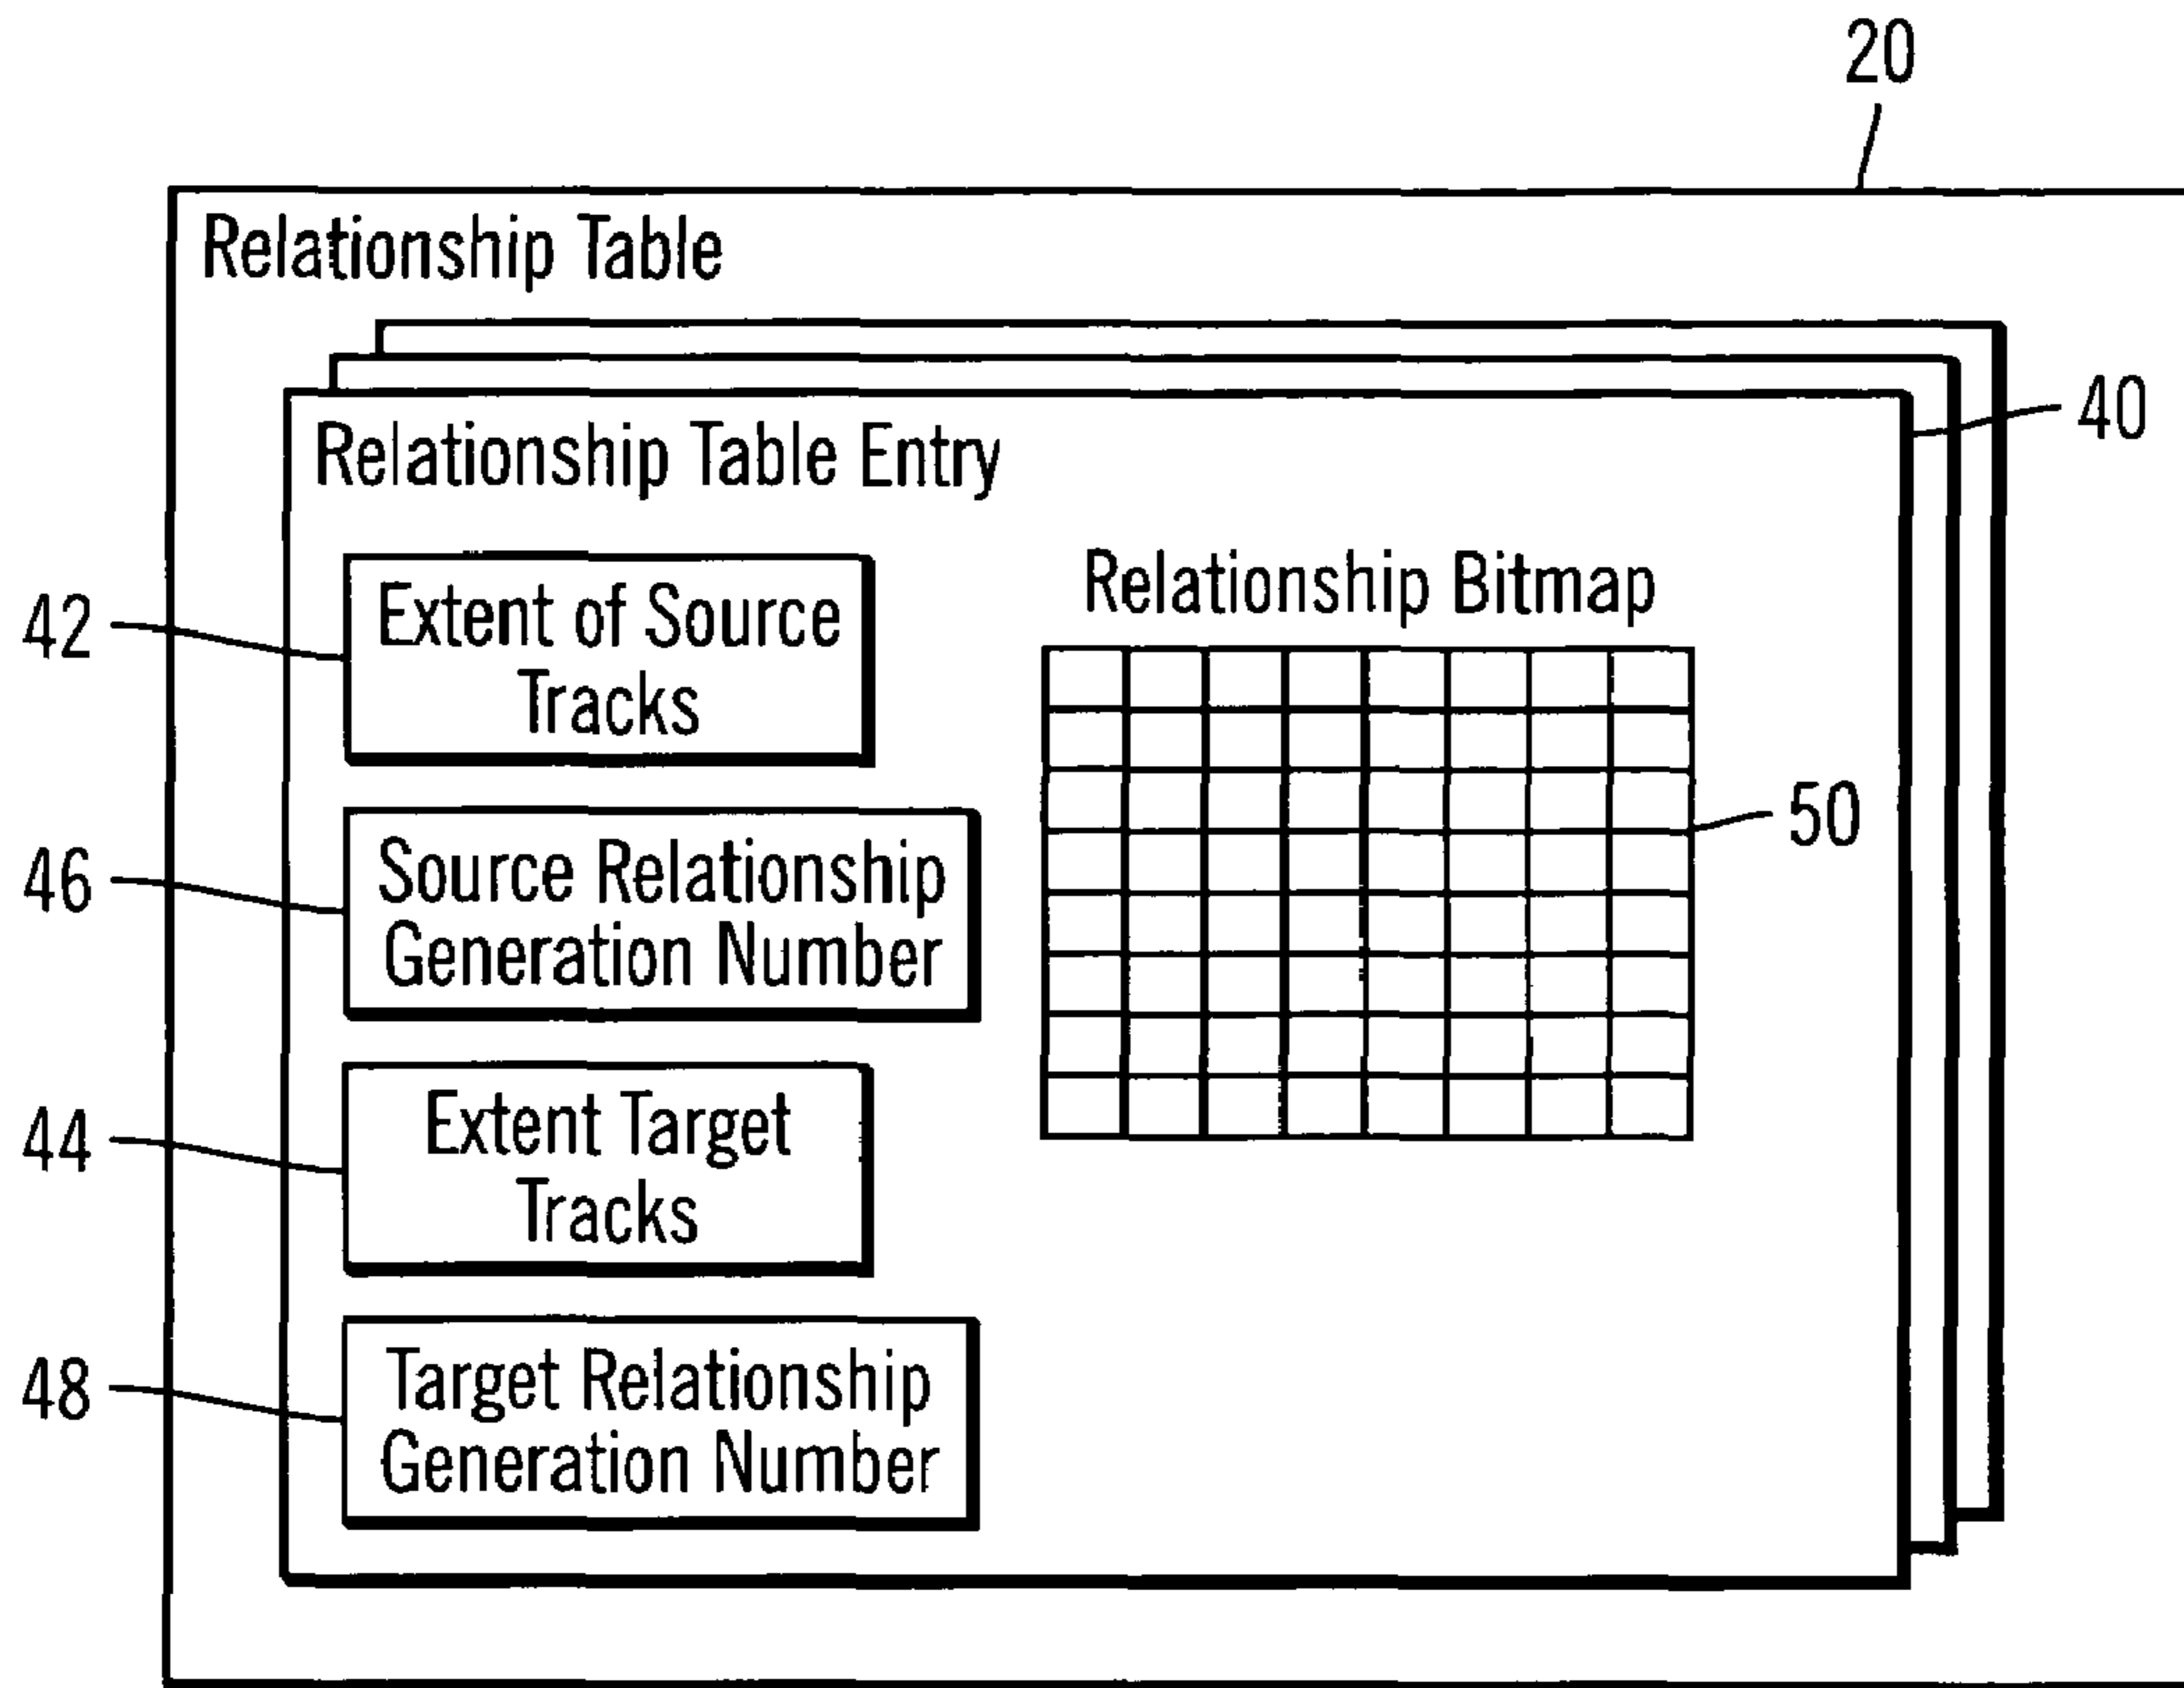 20
Relationship Table
40
Relationship Table Entry
42
Extent of Source
Tracks
Relationship Bitmap
50
46
Source Relationship
Generation Number
44
Extent Target
Tracks
48
Target Relationship
Generation Number